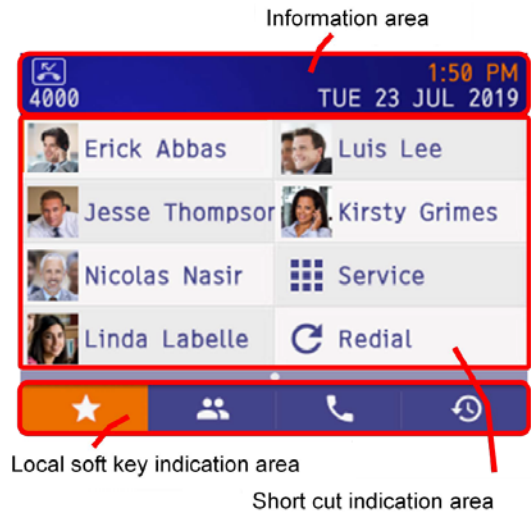 Information area
1:50 PM
4000 TUE 23 JUL 2019
Erick Abbas Luis Lee
Jesse Thompsor Kirsty Grimes
Nicolas Nasir Service
Linda Labelle Redial
Local soft key indication area
Short cut indication area